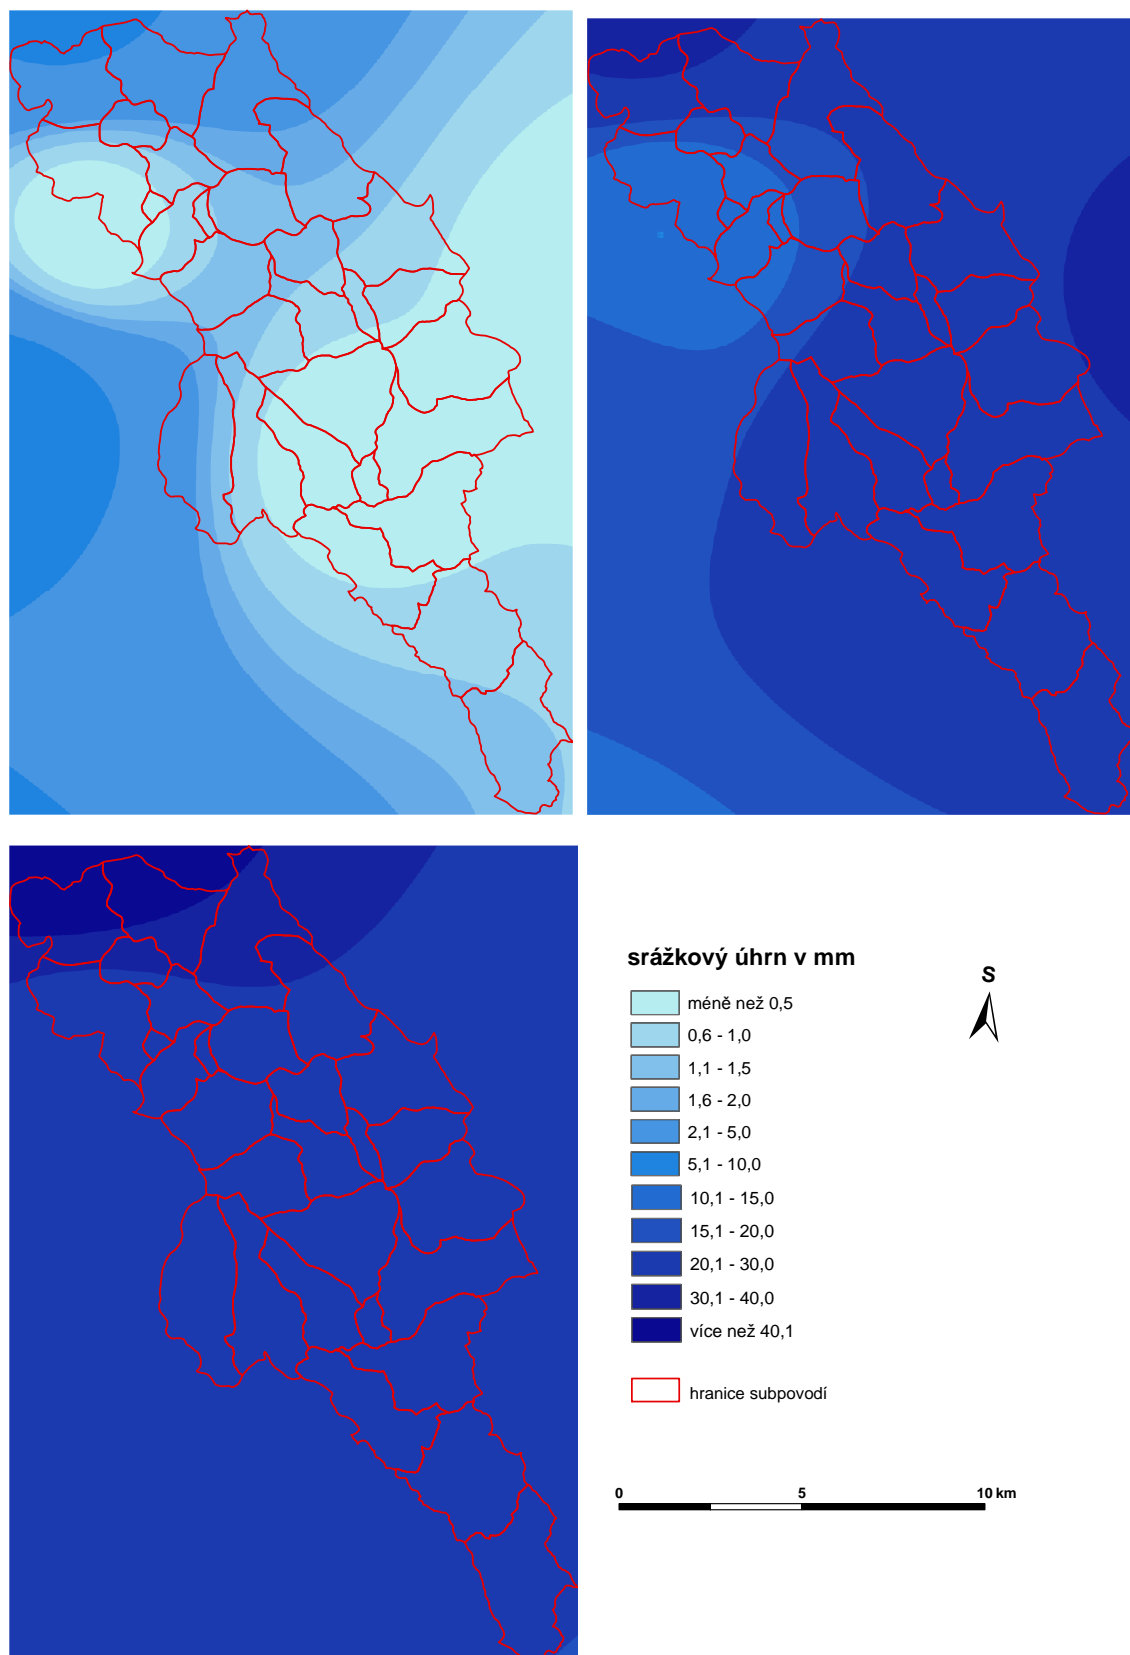 srážkový úhrn v mm
S
méně než 0,5
0,6 - 1,0
1,1 - 1,5
1,6 - 2,0
2,1 - 5,0
5,1 - 10,0
10,1 - 15,0
15,1 - 20,0
20,1 - 30,0
30,1 - 40,0
více než 40,1
hranice subpovodí
0 5 10 km